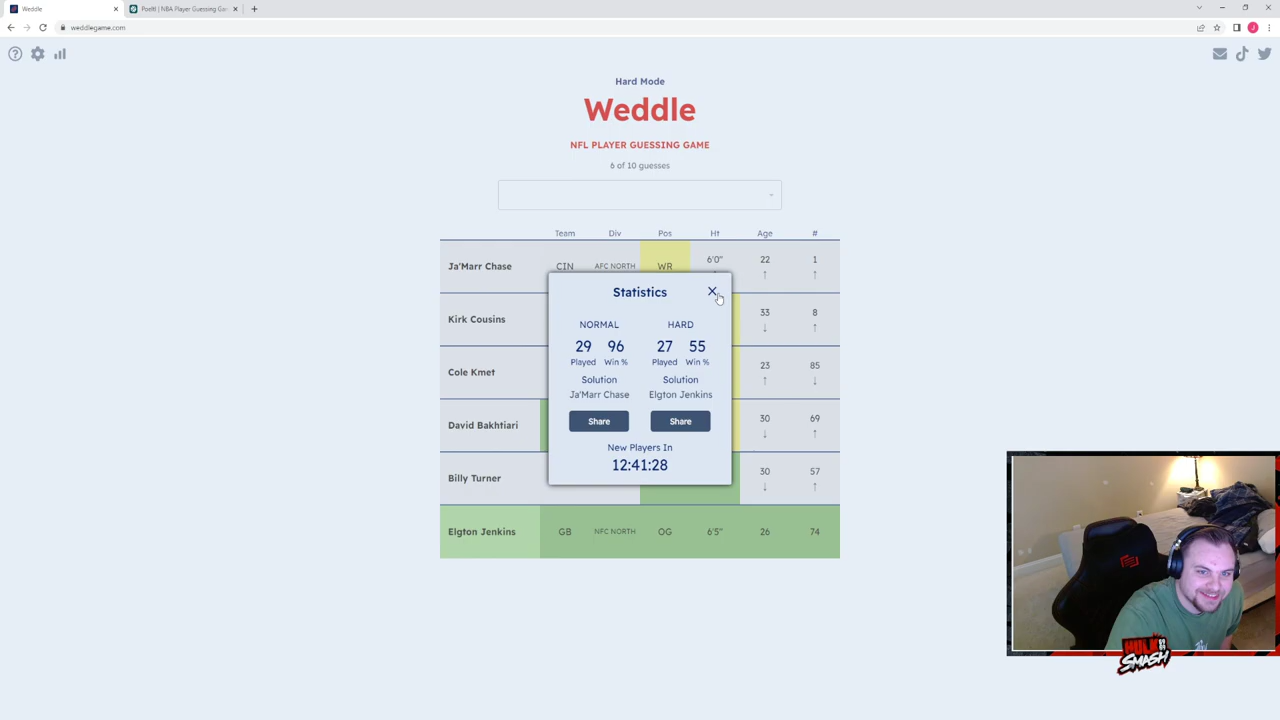 Weddle
Poeltl | NBA Player Guessing Ga
weddlegame.com
Hard Mode
Weddle
NFL PLAYER GUESSING GAME
6 of 10 guesses
Team Div Pos Ht Age #
Ja'Marr Chase CIN AFC NORTH WR 6'0" 22 1
↑ ↑
Statistics
NORMAL HARD
Kirk Cousins 33 8
↓ ↑
29 96 27 55
Played Win % Played Win %
Cole Kmet 23 85
↑ ↓
Solution Solution
Ja'Marr Chase Elgton Jenkins
David Bakhtiari 30 69
↓ ↑
Share Share
New Players In
12:41:28
Billy Turner 30 57
↓ ↑
Elgton Jenkins GB NFC NORTH OG 6'5" 26 74
HULK
SMASH